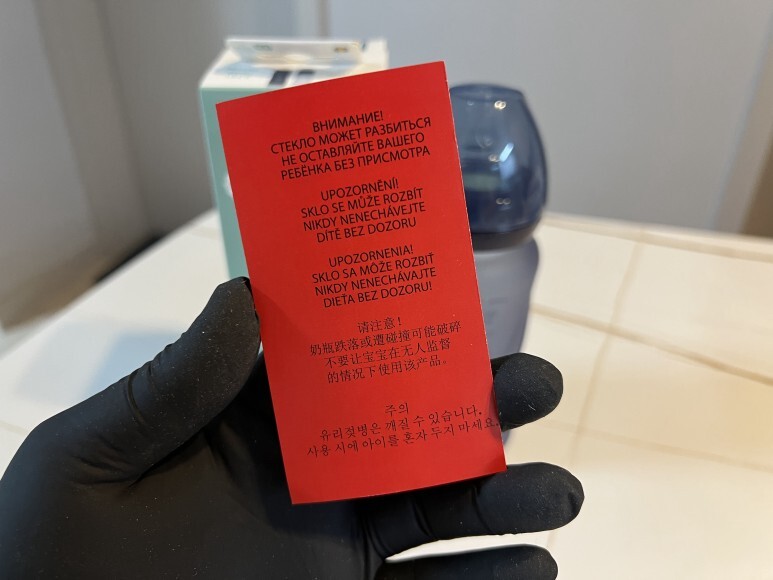 ВНИМАНИЕ!
СТЕКЛО МОЖЕТ РАЗБИТЬСЯ
НЕ ОСТАВЛЯЙТЕ ВАШЕГО
РЕБЁНКА БЕЗ ПРИСМОТРА
UPOZORNĚNÍ!
SKLO SE MŮŽE ROZBÍT
NIKDY NENECHÁVEJTE
DÍTĚ BEZ DOZORU
UPOZORNENIA!
SKLO SA MÔŽE ROZBIŤ
NIKDY NENECHÁVAJTE
DIEŤA BEZ DOZORU!
请注意！
奶瓶跌落或遭碰撞可能破碎
不要让宝宝在无人监督
的情况下使用该产品。
주의
유리젖병은 깨질 수 있습니다.
사용 시에 아이를 혼자 두지 마세요.